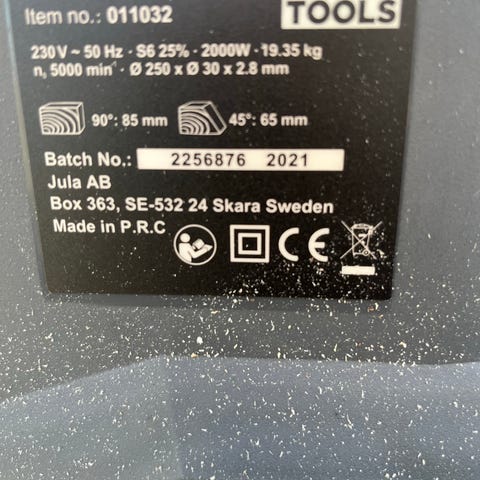 Item no.: 011032
TOOLS
230 V ~ 50 Hz · S6 25% · 2000W · 19.35 kg
n₀ 5000 min⁻¹ · Ø 250 x Ø 30 x 2.8 mm
90°: 85 mm 45°: 65 mm
Batch No.: 2256876 2021
Jula AB
Box 363, SE-532 24 Skara Sweden
Made in P.R.C
CE